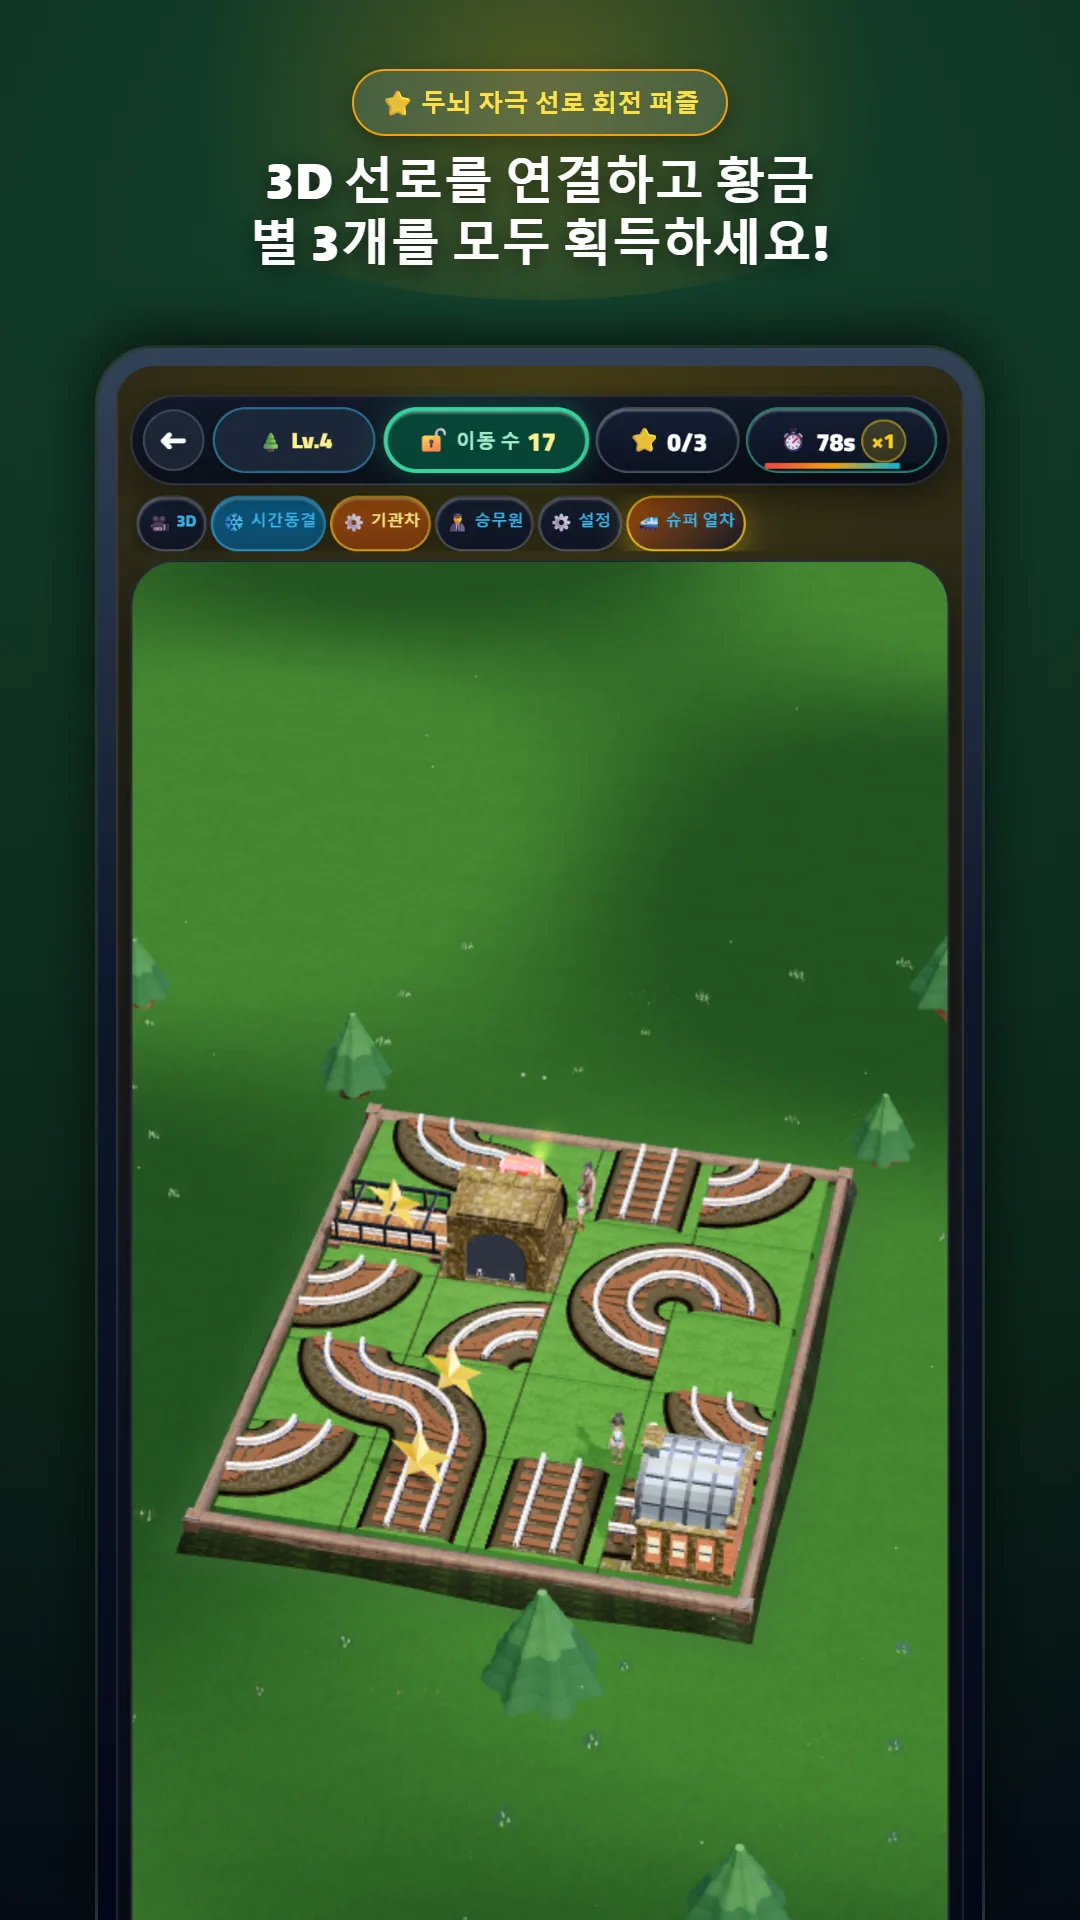 두뇌 자극 선로 회전 퍼즐
3D 선로를 연결하고 황금
별 3개를 모두 획득하세요!
Lv.4
이동 수 17
0/3
78s ×1
3D
시간동결
기관차
승무원
설정
슈퍼 열차